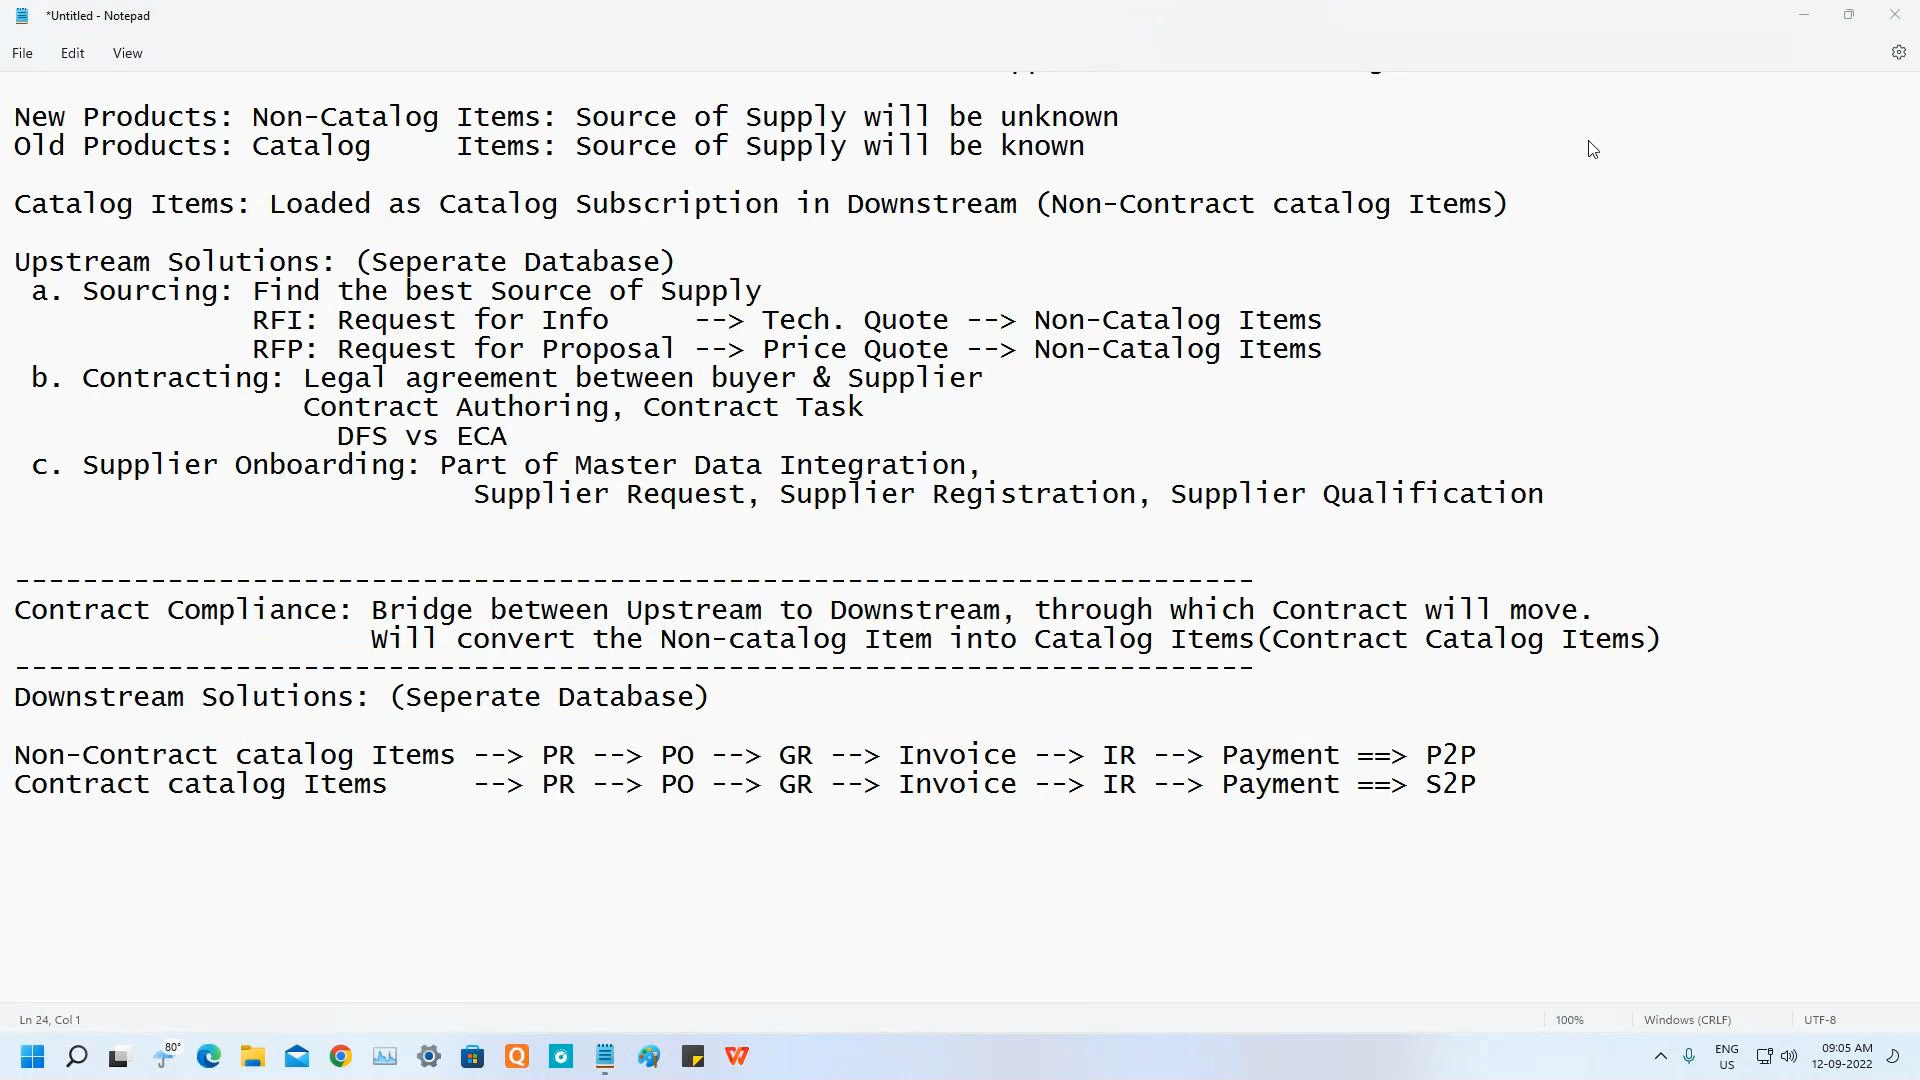 *Untitled - Notepad
File Edit View
New Products: Non-Catalog Items: Source of Supply will be unknown
Old Products: Catalog     Items: Source of Supply will be known
Catalog Items: Loaded as Catalog Subscription in Downstream (Non-Contract catalog Items)
Upstream Solutions: (Seperate Database)
a. Sourcing: Find the best Source of Supply
RFI: Request for Info     --> Tech. Quote --> Non-Catalog Items
RFP: Request for Proposal --> Price Quote --> Non-Catalog Items
b. Contracting: Legal agreement between buyer & Supplier
Contract Authoring, Contract Task
DFS vs ECA
c. Supplier Onboarding: Part of Master Data Integration,
Supplier Request, Supplier Registration, Supplier Qualification
-------------------------------------------------------------------------
Contract Compliance: Bridge between Upstream to Downstream, through which Contract will move.
Will convert the Non-catalog Item into Catalog Items(Contract Catalog Items)
-------------------------------------------------------------------------
Downstream Solutions: (Seperate Database)
Non-Contract catalog Items --> PR --> PO --> GR --> Invoice --> IR --> Payment ==> P2P
Contract catalog Items     --> PR --> PO --> GR --> Invoice --> IR --> Payment ==> S2P
Ln 24, Col 1 100% Windows (CRLF) UTF-8
80°
ENG
US
09:05 AM
12-09-2022